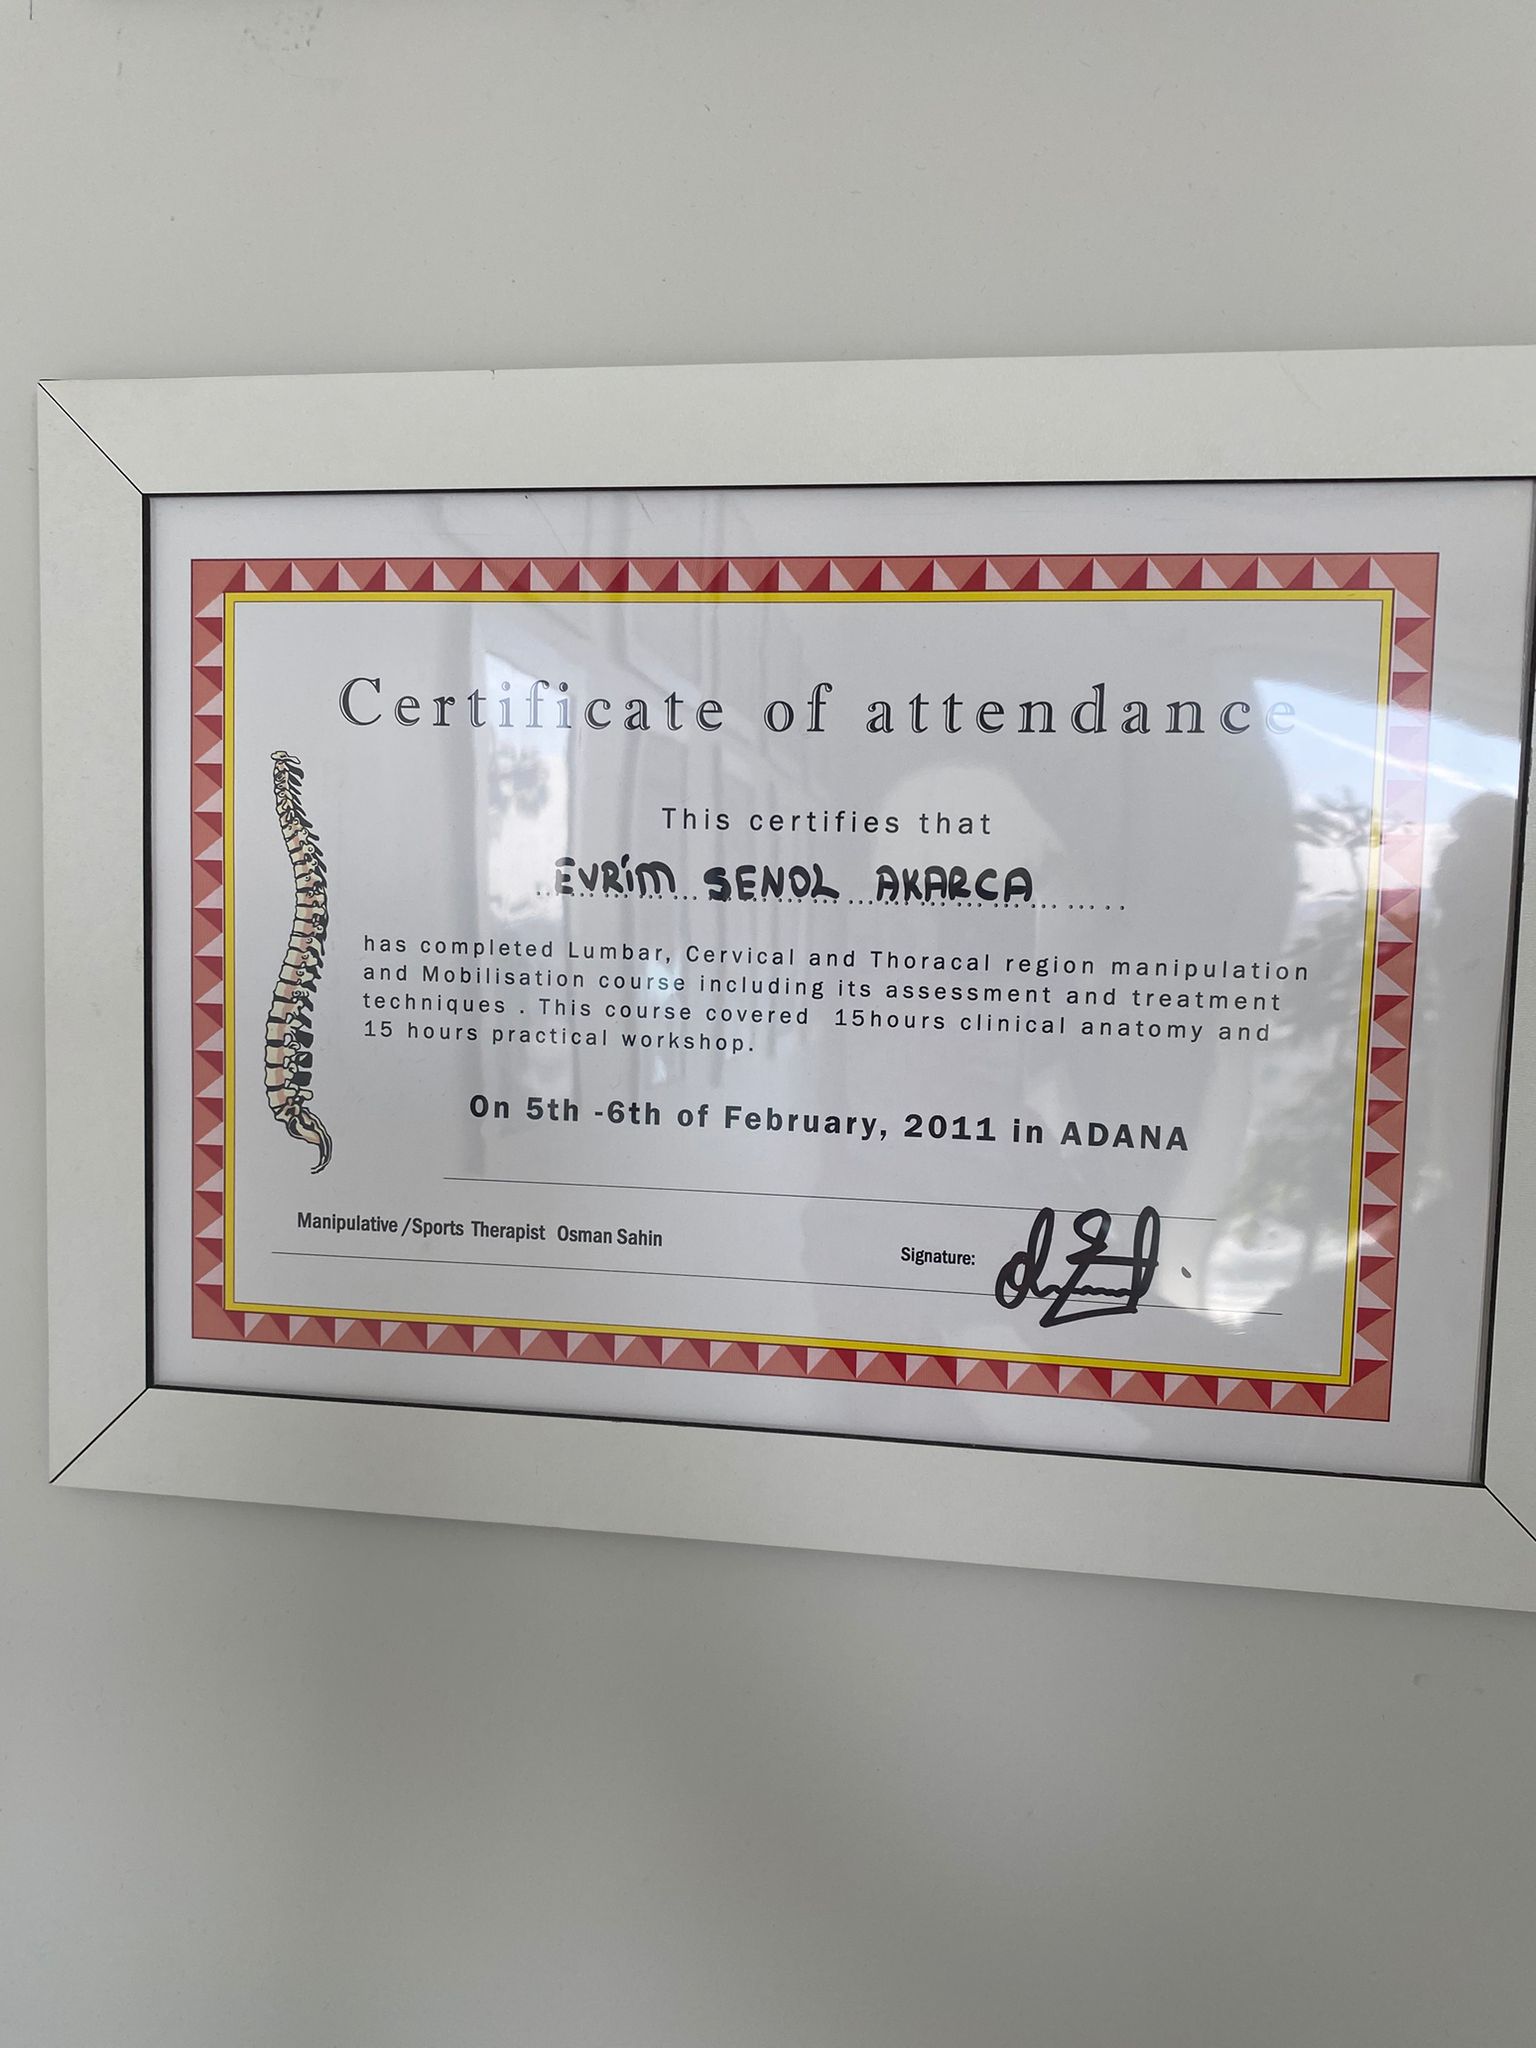 Certificate of attendance
This certifies that
EVRİM SENOL AKARCA
has completed Lumbar, Cervical and Thoracal region manipulation
and Mobilisation course including its assessment and treatment
techniques . This course covered 15hours clinical anatomy and
15 hours practical workshop.
On 5th -6th of February, 2011 in ADANA
Manipulative /Sports Therapist Osman Sahin
Signature: